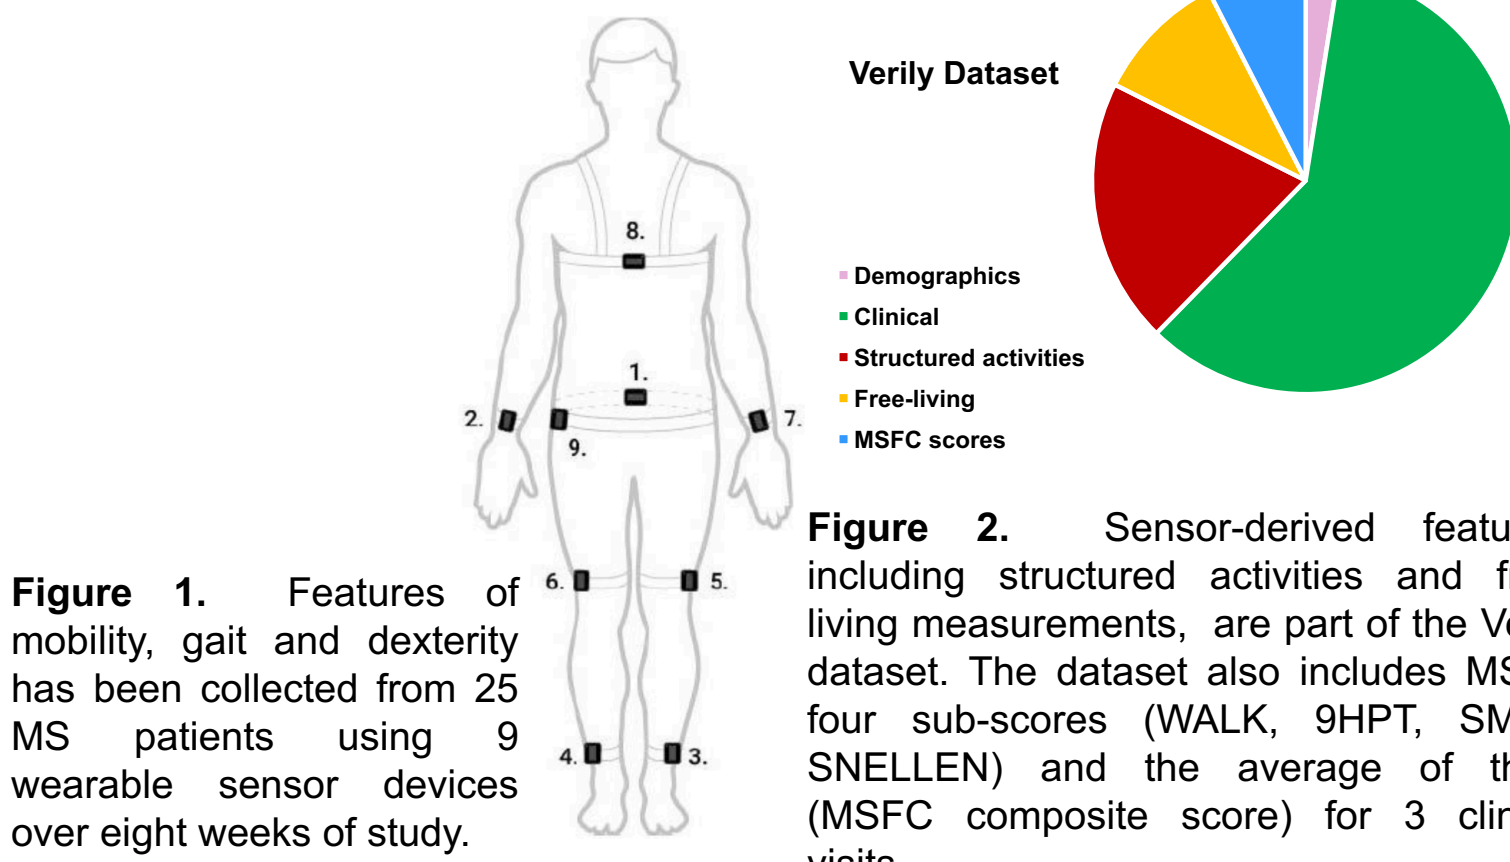 Verily Dataset
Demographics
Clinical
Structured activities
Free-living
MSFC scores
8.
1.
2.
7.
9.
6.
5.
4.
3.
Figure 1. Features of
mobility, gait and dexterity
has been collected from 25
MS patients using 9
wearable sensor devices
over eight weeks of study.
Figure 2. Sensor-derived
including structured activities and
living measurements, are part of the
dataset. The dataset also includes
four sub-scores (WALK, 9HPT,
SNELLEN) and the average of
(MSFC composite score) for 3
visits